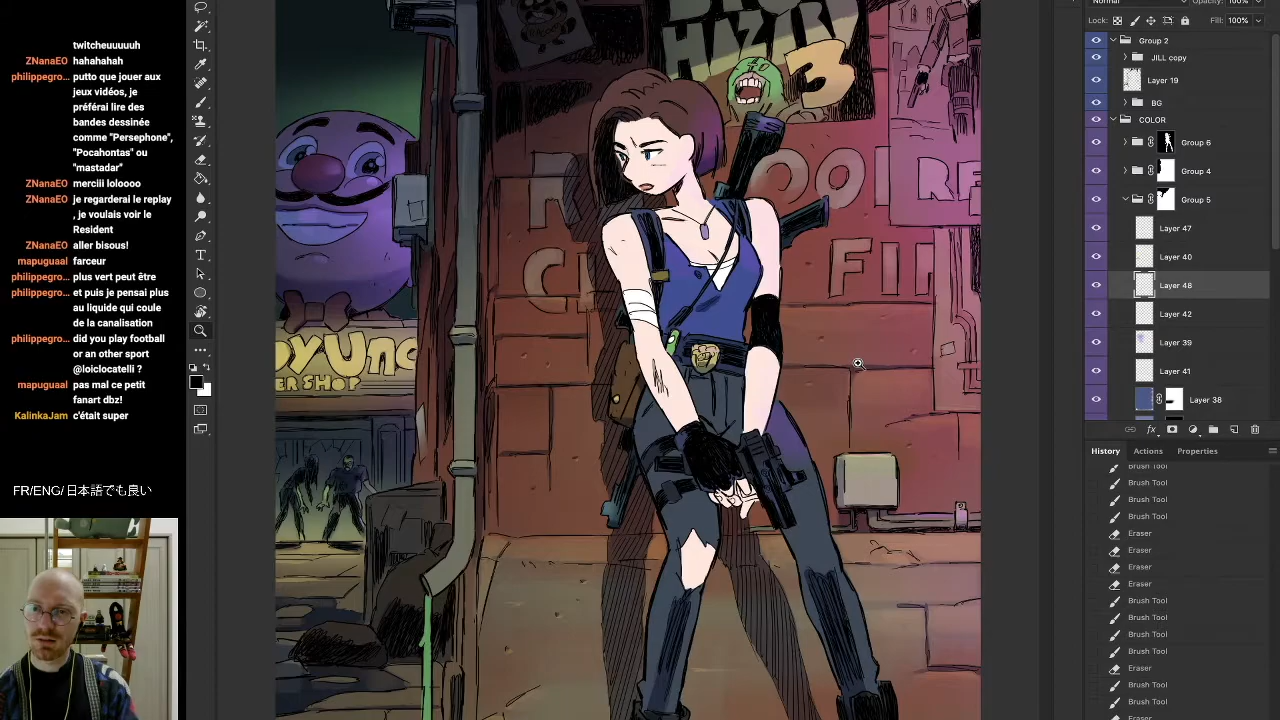 twitcheuuuuh
ZNanaEO hahahahah
philippegro... putto que jouer aux
jeux vidéos, je
préférai lire des
bandes dessinée
comme "Persephone",
"Pocahontas" ou
"mastadar"
ZNanaEO merciii loloooo
ZNanaEO je regarderai le replay
, je voulais voir le
Resident
ZNanaEO aller bisous!
mapuguaal farceur
philippegro... plus vert peut être
philippegro... et puis je pensai plus
au liquide qui coule
de la canalisation
philippegro... did you play football
or an other sport
@loiclocatelli ?
mapuguaal pas mal ce petit
fanart dbz!
KalinkaJam c'était super
FR/ENG/日本語でも良い
HAZARD
3
Normal
Opacity: 100%
Lock:
Fill: 100%
Group 2
JILL copy
Layer 19
BG
COLOR
Group 6
Group 4
Group 5
Layer 47
Layer 40
Layer 48
Layer 42
Layer 39
Layer 41
Layer 38
fx
History Actions Properties
Brush Tool
Brush Tool
Brush Tool
Brush Tool
Eraser
Eraser
Eraser
Eraser
Brush Tool
Brush Tool
Brush Tool
Brush Tool
Eraser
Brush Tool
Brush Tool
Eraser